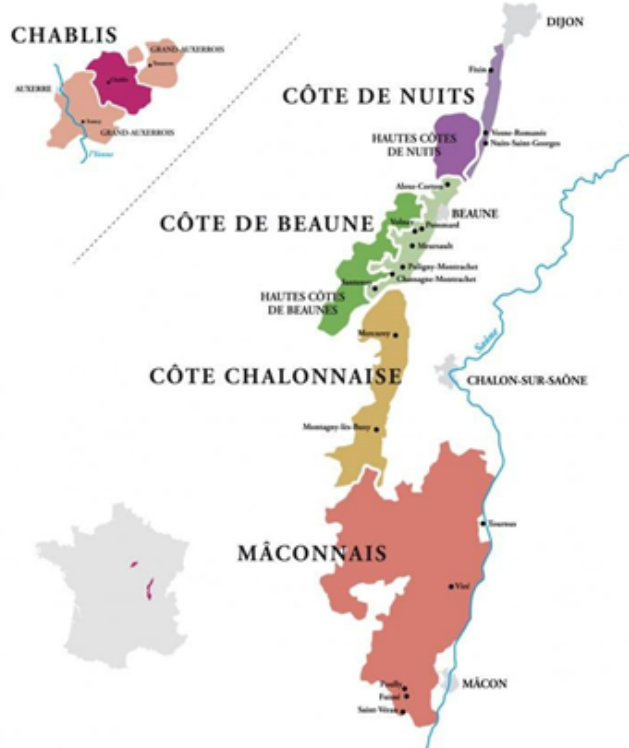 CHABLIS
GRAND-AUXERROIS
Tonnerre
Chablis
AUXERRE
Irancy
GRAND-AUXERROIS
l'Yonne
DIJON
Fixin
CÔTE DE NUITS
Vosne-Romanée
Nuits-Saint-Georges
HAUTES CÔTES
DE NUITS
Aloxe-Corton
BEAUNE
CÔTE DE BEAUNE
Volnay
Pommard
Meursault
Puligny-Montrachet
Chassagne-Montrachet
Santenay
HAUTES CÔTES
DE BEAUNES
Mercurey
Saône
CÔTE CHALONNAISE
CHALON-SUR-SAÔNE
Montagny-lès-Buxy
Tournus
MÂCONNAIS
Viré
MÂCON
Pouilly
Fuissé
Saint-Véran